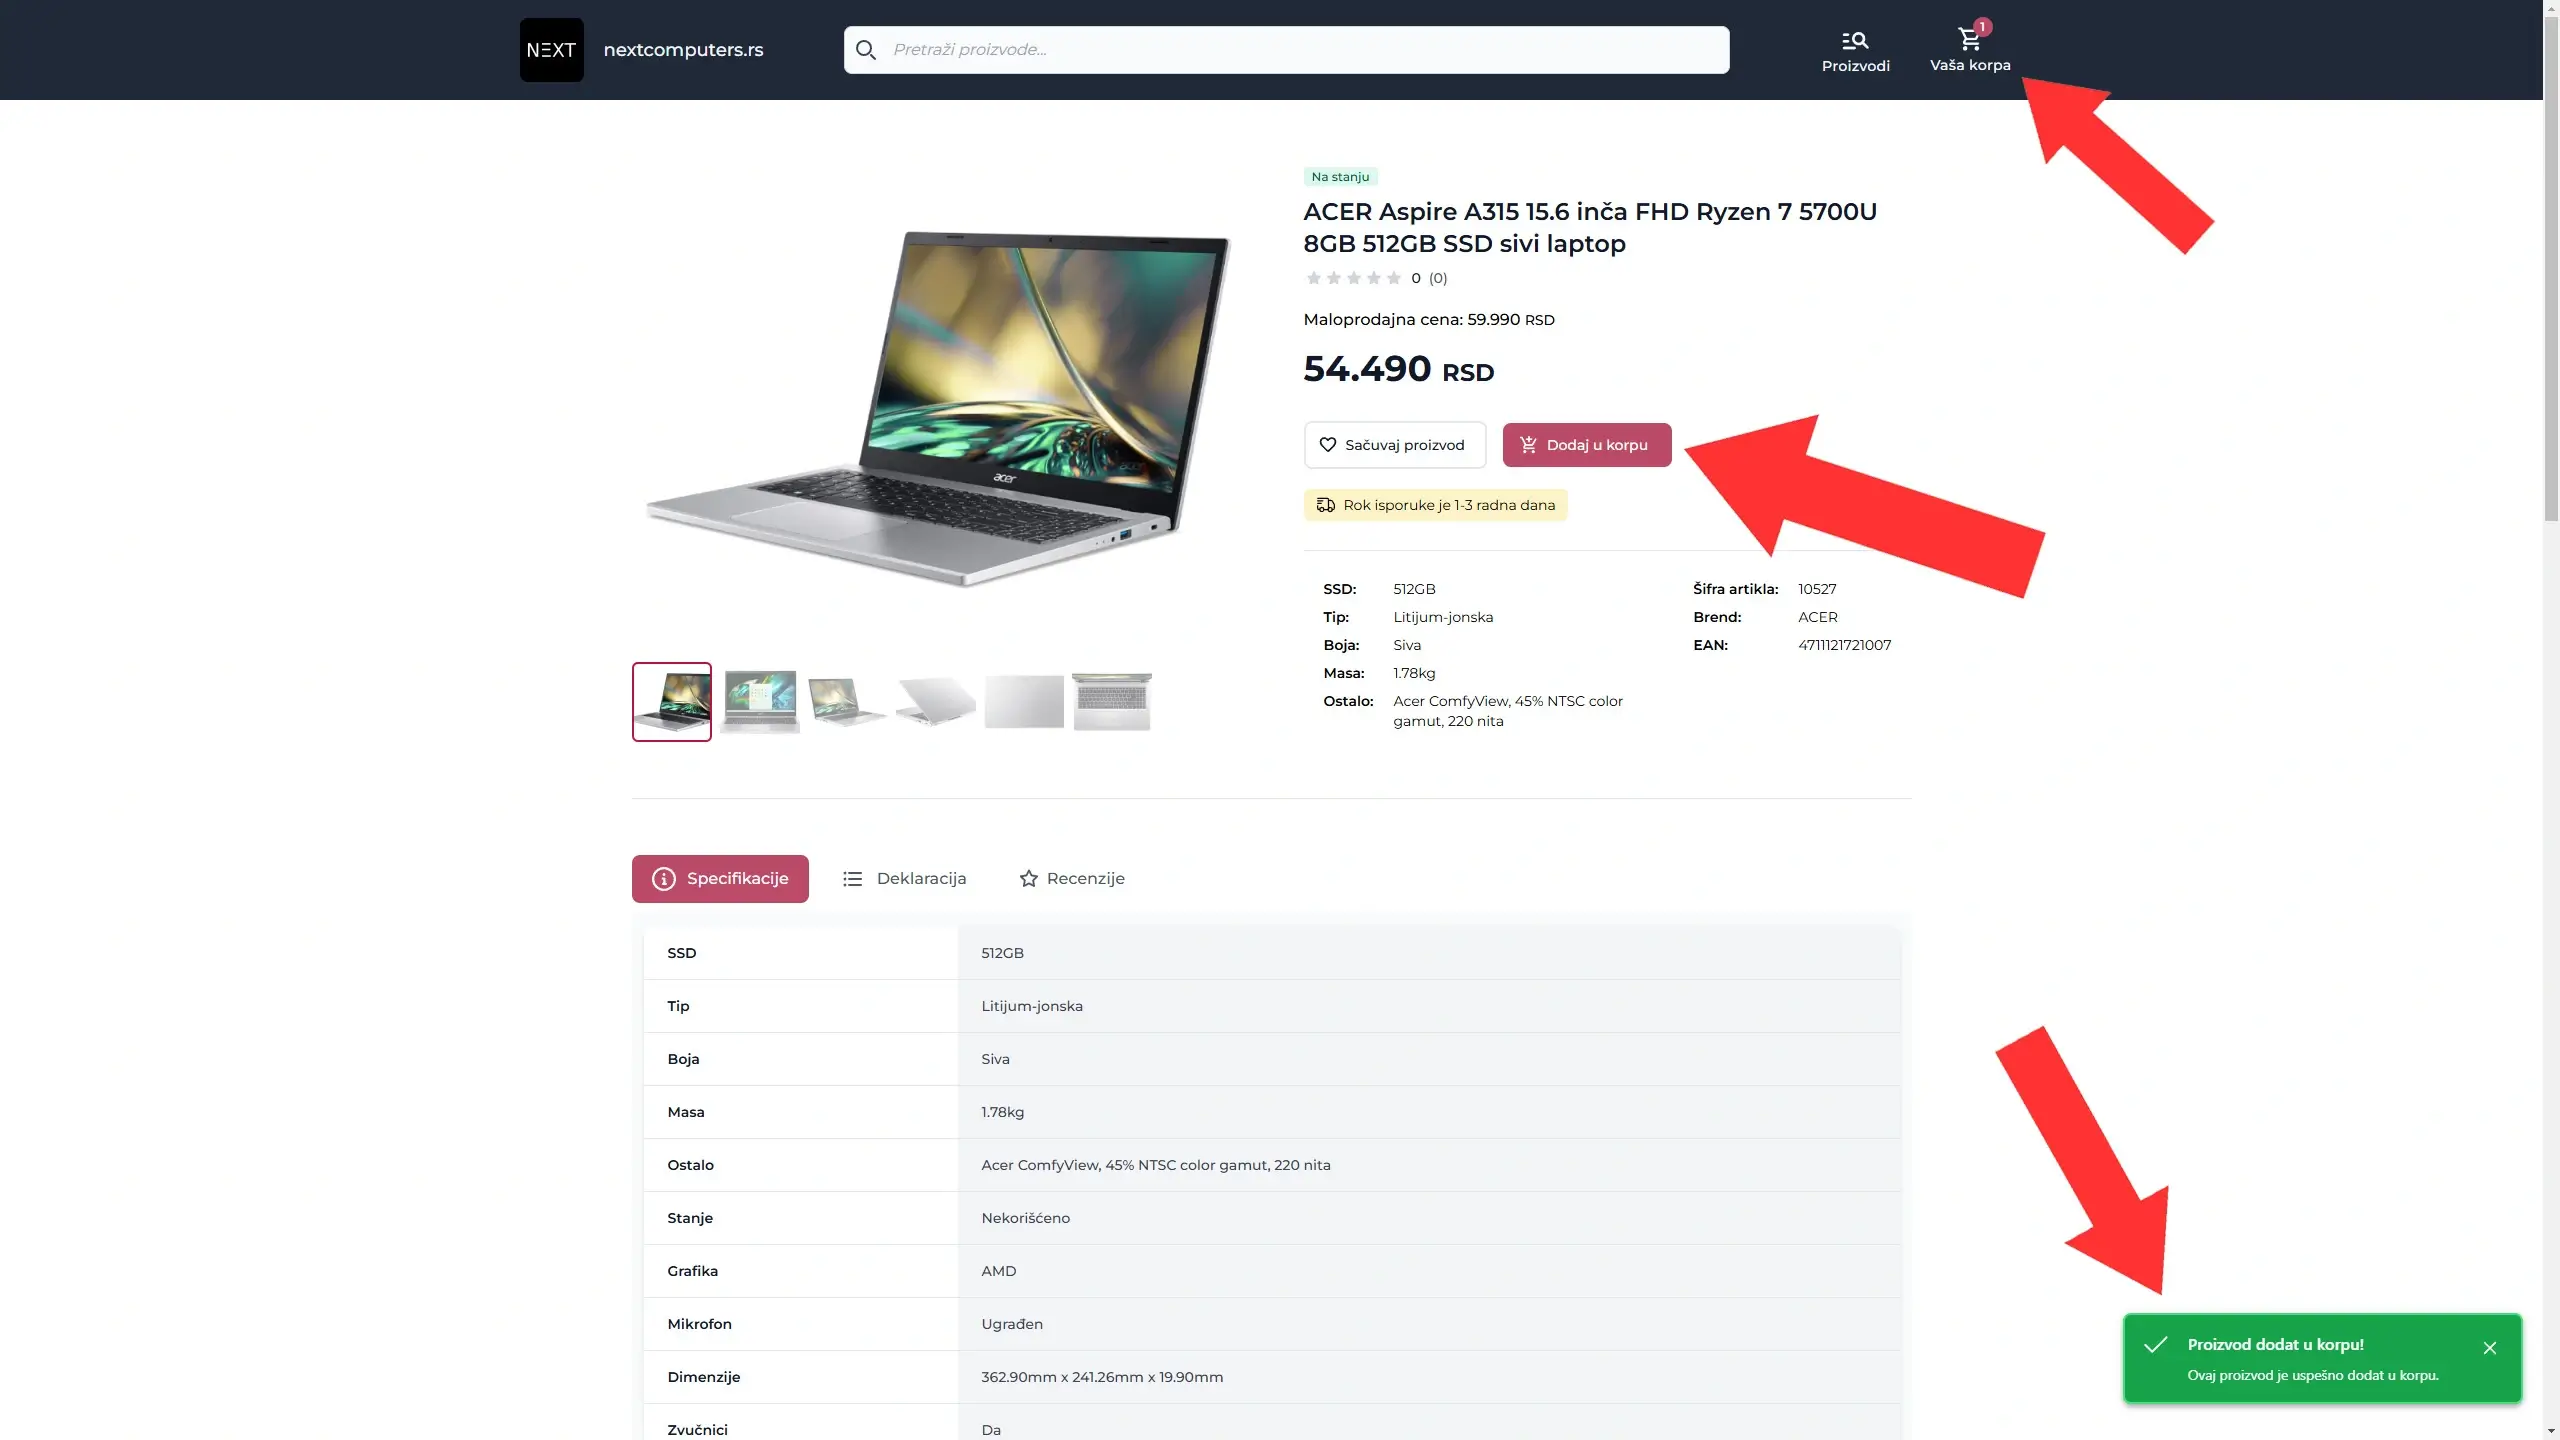 NEXT
nextcomputers.rs
Pretraži proizvode...
Proizvodi
1
Vaša korpa
Na stanju
ACER Aspire A315 15.6 inča FHD Ryzen 7 5700U
8GB 512GB SSD sivi laptop
0 (0)
Maloprodajna cena: 59.990 RSD
54.490 RSD
Sačuvaj proizvod
Dodaj u korpu
Rok isporuke je 1-3 radna dana
acer
SSD: 512GB
Tip: Litijum-jonska
Boja: Siva
Masa: 1.78kg
Ostalo: Acer ComfyView, 45% NTSC color
gamut, 220 nita
Šifra artikla: 10527
Brend: ACER
EAN: 4711121721007
Specifikacije
Deklaracija
Recenzije
SSD 512GB
Tip Litijum-jonska
Boja Siva
Masa 1.78kg
Ostalo Acer ComfyView, 45% NTSC color gamut, 220 nita
Stanje Nekorišćeno
Grafika AMD
Mikrofon Ugrađen
Dimenzije 362.90mm x 241.26mm x 19.90mm
Zvučnici Da
Proizvod dodat u korpu!
Ovaj proizvod je uspešno dodat u korpu.